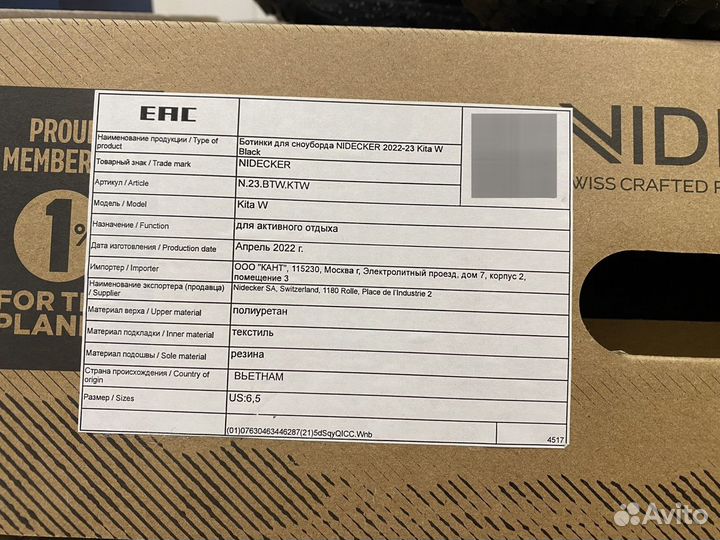 PROUD
MEMBER
1%
FOR THE
PLAN
EAC
Наименование продукции / Type of product
Ботинки для сноуборда NIDECKER 2022-23 Kita W
Black
Товарный знак / Trade mark
NIDECKER
Артикул / Article
N.23.BTW.KTW
Модель / Model
Kita W
Назначение / Function
для активного отдыха
Дата изготовления / Production date
Апрель 2022 г.
Импортер / Importer
ООО "КАНТ", 115230, Москва г, Электролитный проезд, дом 7, корпус 2,
помещение 3
Наименование экспортера (продавца)
/ Supplier
Nidecker SA, Switzerland, 1180 Rolle, Place de l'Industrie 2
Материал верха / Upper material
полиуретан
Материал подкладки / Inner material
текстиль
Материал подошвы / Sole material
резина
Страна происхождения / Country of
origin
ВЬЕТНАМ
Размер / Sizes
US:6,5
(01)07630463446287(21)5dSqyQICC.Wnb
4517
NID
WISS CRAFTED
Avito